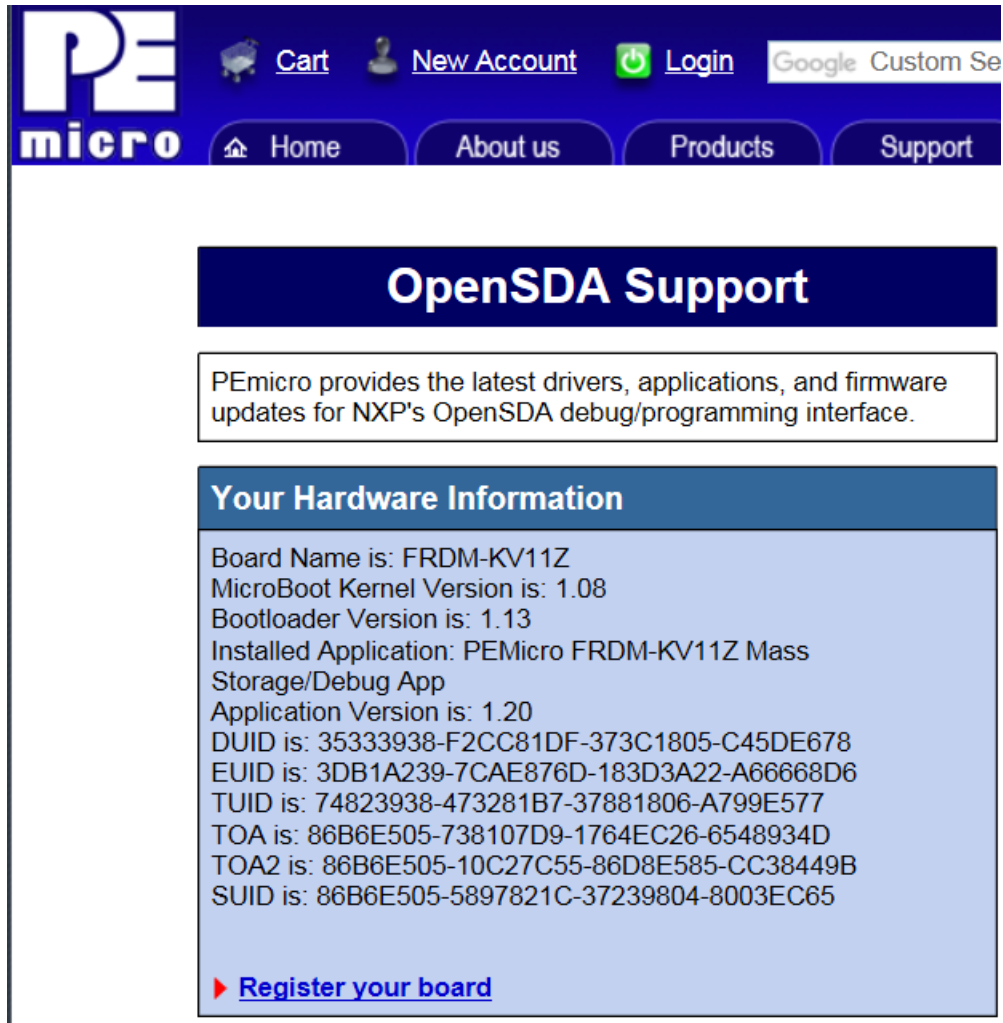 PE
micro
Cart
New Account
Login
Google Custom Se
Home
About us
Products
Support
OpenSDA Support
PEmicro provides the latest drivers, applications, and firmware
updates for NXP's OpenSDA debug/programming interface.
Your Hardware Information
Board Name is: FRDM-KV11Z
MicroBoot Kernel Version is: 1.08
Bootloader Version is: 1.13
Installed Application: PEMicro FRDM-KV11Z Mass
Storage/Debug App
Application Version is: 1.20
DUID is: 35333938-F2CC81DF-373C1805-C45DE678
EUID is: 3DB1A239-7CAE876D-183D3A22-A66668D6
TUID is: 74823938-473281B7-37881806-A799E577
TOA is: 86B6E505-738107D9-1764EC26-6548934D
TOA2 is: 86B6E505-10C27C55-86D8E585-CC38449B
SUID is: 86B6E505-5897821C-37239804-8003EC65
Register your board